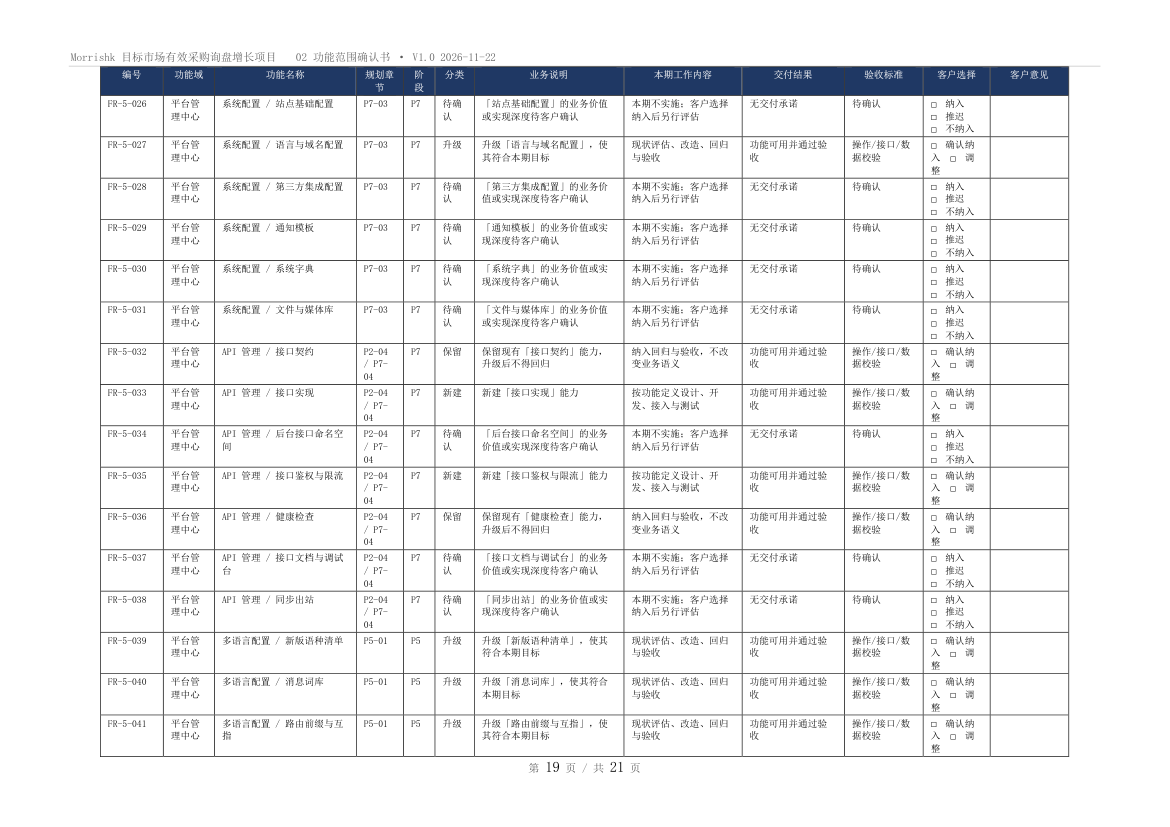 Morrishk 目标市场有效采购询盘增长项目 02 功能范围确认书 • V1.0 2026-11-22
编号 功能域 功能名称 规划章节 阶段 分类 业务说明 本期工作内容 交付结果 验收标准 客户选择 客户意见
FR-5-026 平台管理中心 系统配置 / 站点基础配置 P7-03 P7 待确认 「站点基础配置」的业务价值或实现深度待客户确认 本期不实施；客户选择纳入后另行评估 无交付承诺 待确认 □ 纳入 □ 推迟 □ 不纳入
FR-5-027 平台管理中心 系统配置 / 语言与域名配置 P7-03 P7 升级 升级「语言与域名配置」，使其符合本期目标 现状评估、改造、回归与验收 功能可用并通过验收 操作/接口/数据校验 □ 确认纳入 □ 调整
FR-5-028 平台管理中心 系统配置 / 第三方集成配置 P7-03 P7 待确认 「第三方集成配置」的业务价值或实现深度待客户确认 本期不实施；客户选择纳入后另行评估 无交付承诺 待确认 □ 纳入 □ 推迟 □ 不纳入
FR-5-029 平台管理中心 系统配置 / 通知模板 P7-03 P7 待确认 「通知模板」的业务价值或实现深度待客户确认 本期不实施；客户选择纳入后另行评估 无交付承诺 待确认 □ 纳入 □ 推迟 □ 不纳入
FR-5-030 平台管理中心 系统配置 / 系统字典 P7-03 P7 待确认 「系统字典」的业务价值或实现深度待客户确认 本期不实施；客户选择纳入后另行评估 无交付承诺 待确认 □ 纳入 □ 推迟 □ 不纳入
FR-5-031 平台管理中心 系统配置 / 文件与媒体库 P7-03 P7 待确认 「文件与媒体库」的业务价值或实现深度待客户确认 本期不实施；客户选择纳入后另行评估 无交付承诺 待确认 □ 纳入 □ 推迟 □ 不纳入
FR-5-032 平台管理中心 API 管理 / 接口契约 P2-04 / P7-04 P7 保留 保留现有「接口契约」能力，升级后不得回归 纳入回归与验收，不改变业务语义 功能可用并通过验收 操作/接口/数据校验 □ 确认纳入 □ 调整
FR-5-033 平台管理中心 API 管理 / 接口实现 P2-04 / P7-04 P7 新建 新建「接口实现」能力 按功能定义设计、开发、接入与测试 功能可用并通过验收 操作/接口/数据校验 □ 确认纳入 □ 调整
FR-5-034 平台管理中心 API 管理 / 后台接口命名空间 P2-04 / P7-04 P7 待确认 「后台接口命名空间」的业务价值或实现深度待客户确认 本期不实施；客户选择纳入后另行评估 无交付承诺 待确认 □ 纳入 □ 推迟 □ 不纳入
FR-5-035 平台管理中心 API 管理 / 接口鉴权与限流 P2-04 / P7-04 P7 新建 新建「接口鉴权与限流」能力 按功能定义设计、开发、接入与测试 功能可用并通过验收 操作/接口/数据校验 □ 确认纳入 □ 调整
FR-5-036 平台管理中心 API 管理 / 健康检查 P2-04 / P7-04 P7 保留 保留现有「健康检查」能力，升级后不得回归 纳入回归与验收，不改变业务语义 功能可用并通过验收 操作/接口/数据校验 □ 确认纳入 □ 调整
FR-5-037 平台管理中心 API 管理 / 接口文档与调试台 P2-04 / P7-04 P7 待确认 「接口文档与调试台」的业务价值或实现深度待客户确认 本期不实施；客户选择纳入后另行评估 无交付承诺 待确认 □ 纳入 □ 推迟 □ 不纳入
FR-5-038 平台管理中心 API 管理 / 同步出站 P2-04 / P7-04 P7 待确认 「同步出站」的业务价值或实现深度待客户确认 本期不实施；客户选择纳入后另行评估 无交付承诺 待确认 □ 纳入 □ 推迟 □ 不纳入
FR-5-039 平台管理中心 多语言配置 / 新版语种清单 P5-01 P5 升级 升级「新版语种清单」，使其符合本期目标 现状评估、改造、回归与验收 功能可用并通过验收 操作/接口/数据校验 □ 确认纳入 □ 调整
FR-5-040 平台管理中心 多语言配置 / 消息词库 P5-01 P5 升级 升级「消息词库」，使其符合本期目标 现状评估、改造、回归与验收 功能可用并通过验收 操作/接口/数据校验 □ 确认纳入 □ 调整
FR-5-041 平台管理中心 多语言配置 / 路由前缀与互指 P5-01 P5 升级 升级「路由前缀与互指」，使其符合本期目标 现状评估、改造、回归与验收 功能可用并通过验收 操作/接口/数据校验 □ 确认纳入 □ 调整
第 19 页 / 共 21 页